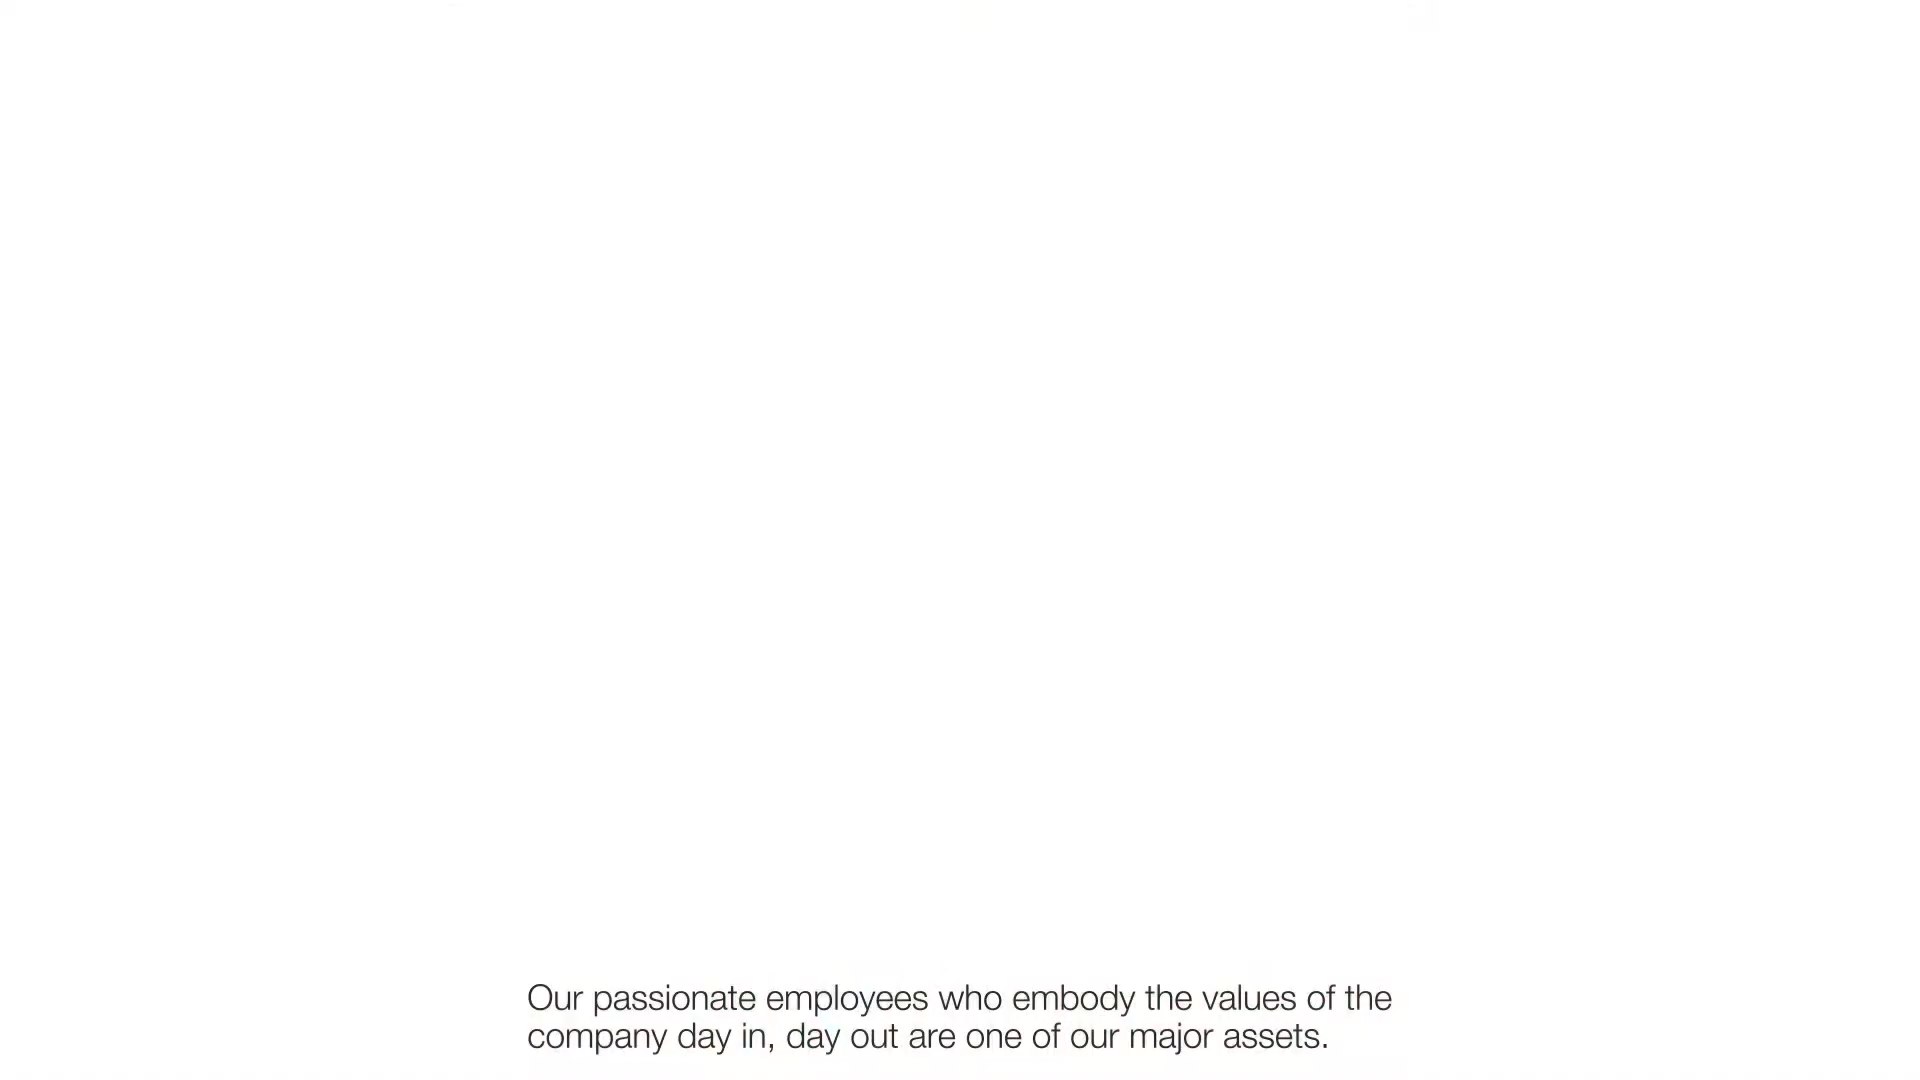 Our passionate employees who embody the values of the
company day in, day out are one of our major assets.